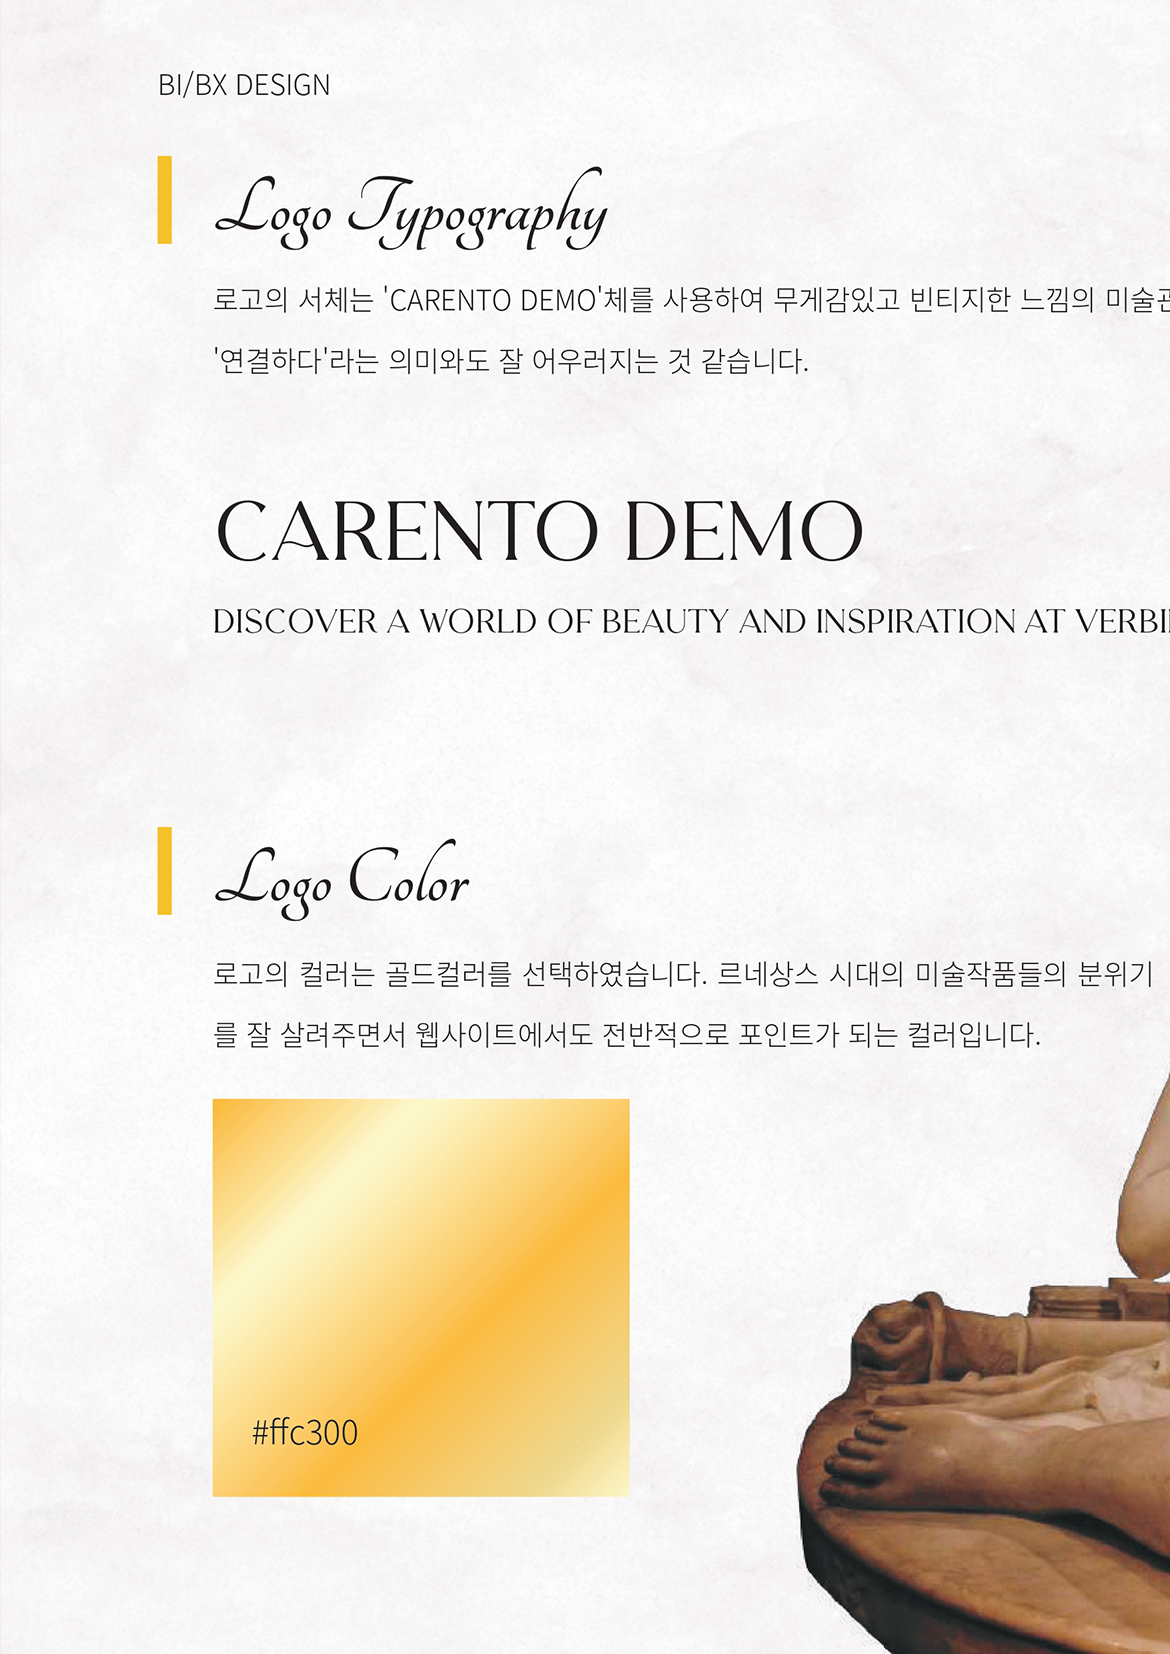 BI/BX DESIGN
Logo Typography
로고의 서체는 'CARENTO DEMO'체를 사용하여 무게감있고 빈티지한 느낌의
'연결하다'라는 의미와도 잘 어우러지는 것 같습니다.
CARENTO DEMO
DISCOVER A WORLD OF BEAUTY AND INSPIRATION AT
Logo Color
로고의 컬러는 골드컬러를 선택하였습니다. 르네상스 시대의 미술작품들의 분위기
를 잘 살려주면서 웹사이트에서도 전반적으로 포인트가 되는 컬러입니다.
#ffc300